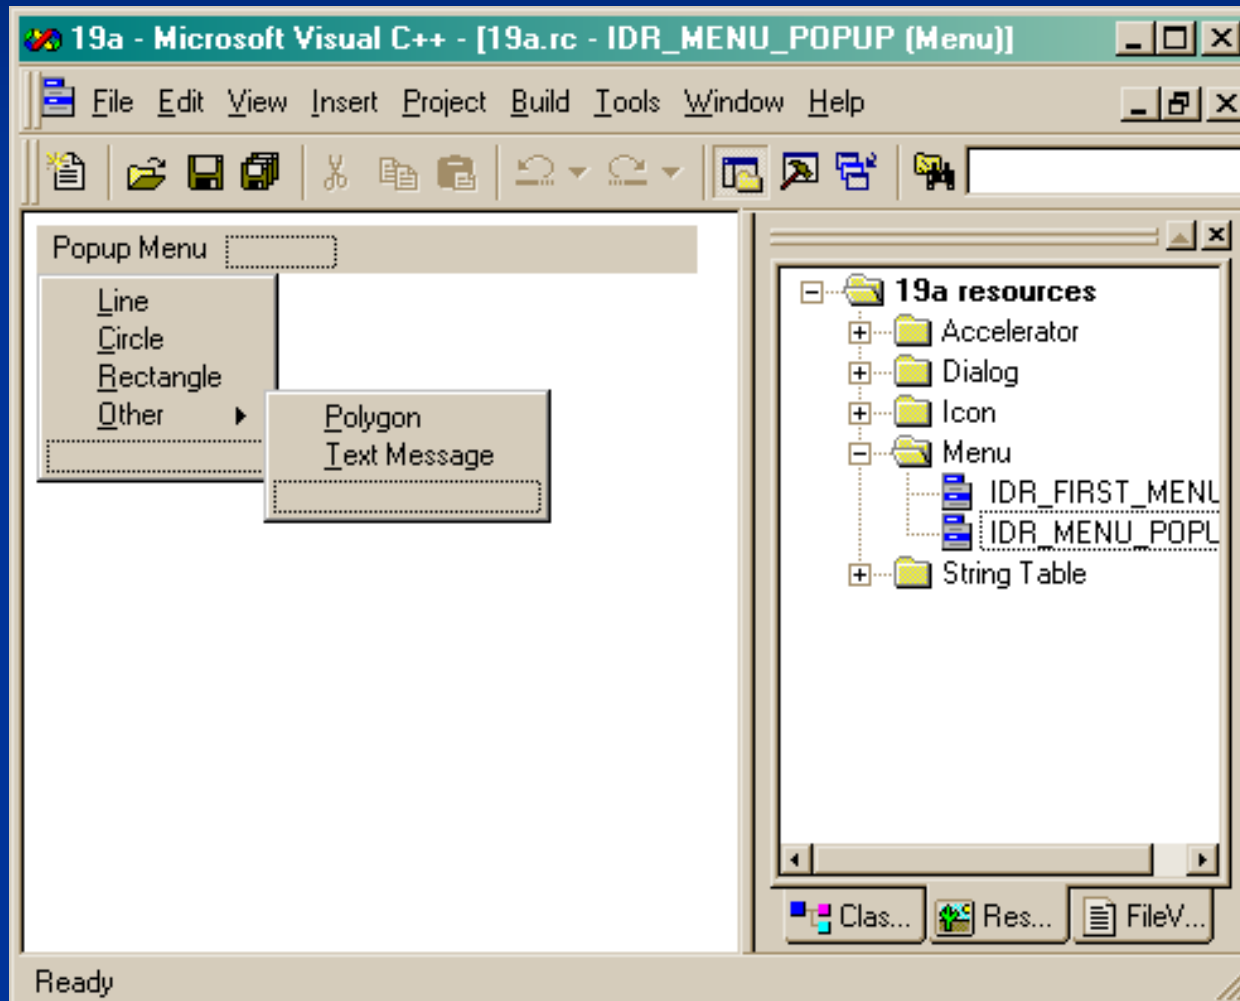 19a - Microsoft Visual C++ - [19a.rc - IDR_MENU_POPUP (Menu)]
File Edit View Insert Project Build Tools Window Help
Popup Menu
Line
Circle
Rectangle
Other
Polygon
Text Message
19a resources
Accelerator
Dialog
Icon
Menu
IDR_FIRST_MENU
IDR_MENU_POPU
String Table
Clas... Res... FileV...
Ready